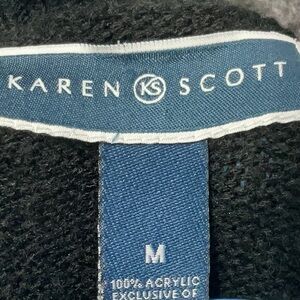 KAREN KS SCOTT
M
100% ACRYLIC
EXCLUSIVE OF